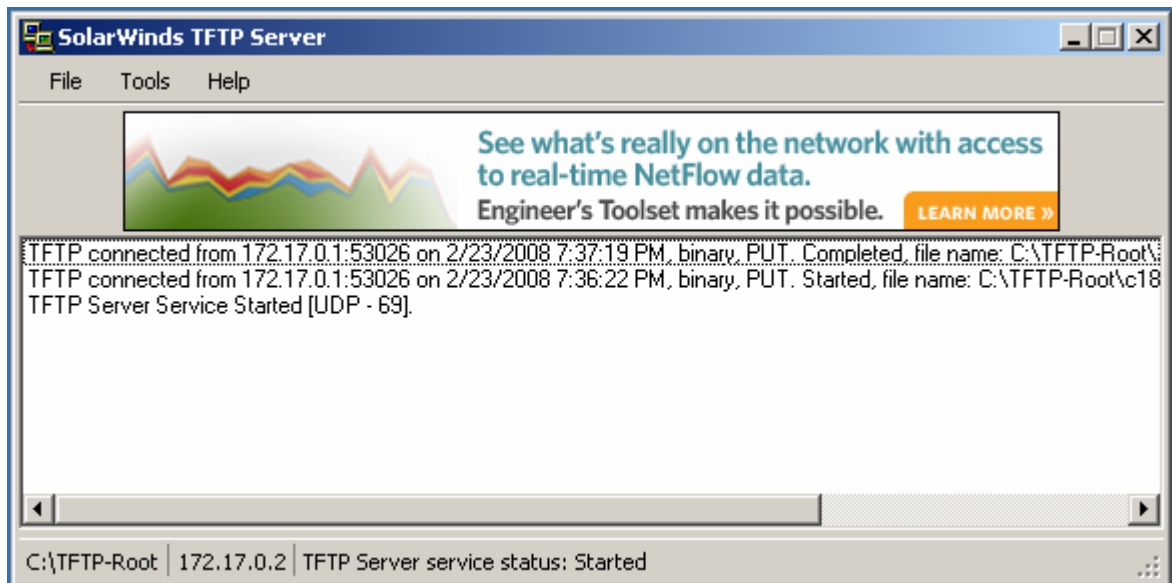 SolarWinds TFTP Server
File Tools Help
See what's really on the network with access
to real-time NetFlow data.
Engineer's Toolset makes it possible. LEARN MORE »
TFTP connected from 172.17.0.1:53026 on 2/23/2008 7:37:19 PM, binary, PUT. Completed, file name: C:\TFTP-Root\
TFTP connected from 172.17.0.1:53026 on 2/23/2008 7:36:22 PM, binary, PUT. Started, file name: C:\TFTP-Root\c18
TFTP Server Service Started [UDP - 69].
C:\TFTP-Root 172.17.0.2 TFTP Server service status: Started